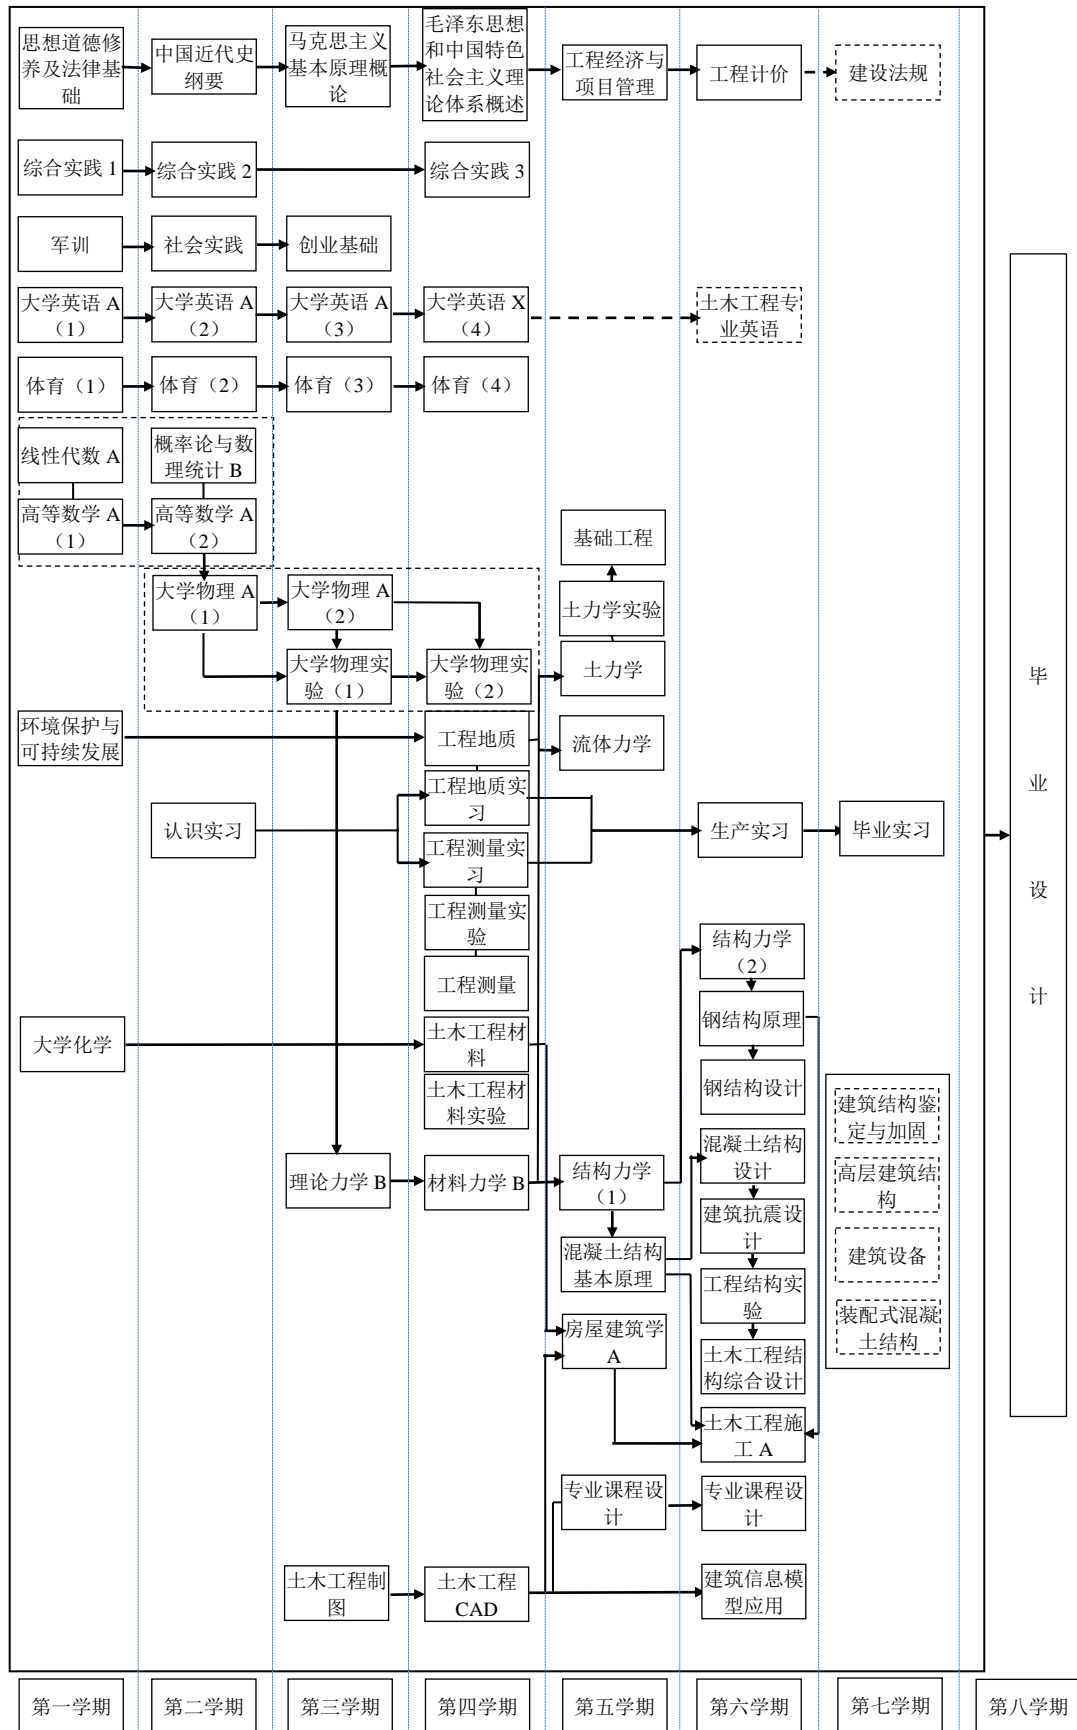 思想道德修
养及法律基
础
中国近代史
纲要
马克思主义
基本原理概
论
毛泽东思想
和中国特色
社会主义理
论体系概述
工程经济与
项目管理
工程计价
建设法规
综合实践 1
综合实践 2
综合实践 3
军训
社会实践
创业基础
大学英语 A
（1）
大学英语 A
（2）
大学英语 A
（3）
大学英语 X
（4）
土木工程专
业英语
体育（1）
体育（2）
体育（3）
体育（4）
线性代数 A
概率论与数
理统计 B
高等数学 A
（1）
高等数学 A
（2）
基础工程
大学物理 A
（1）
大学物理 A
（2）
土力学实验
大学物理实
验（1）
大学物理实
验（2）
土力学
环境保护与
可持续发展
工程地质
流体力学
认识实习
工程地质实
习
工程测量实
习
生产实习
毕业实习
工程测量实
验
工程测量
结构力学
（2）
钢结构原理
钢结构设计
大学化学
土木工程材
料
土木工程材
料实验
理论力学 B
材料力学 B
结构力学
（1）
混凝土结构
设计
建筑抗震设
计
混凝土结构
基本原理
工程结构实
验
房屋建筑学
A
土木工程结
构综合设计
土木工程施
工 A
建筑结构鉴
定与加固
高层建筑结
构
建筑设备
装配式混凝
土结构
专业课程设
计
专业课程设
计
土木工程制
图
土木工程
CAD
建筑信息模
型应用
毕
业
设
计
第一学期
第二学期
第三学期
第四学期
第五学期
第六学期
第七学期
第八学期